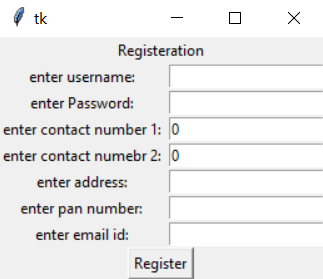 tk
Registeration
enter username:
enter Password:
enter contact number 1: 0
enter contact numebr 2: 0
enter address:
enter pan number:
enter email id:
Register